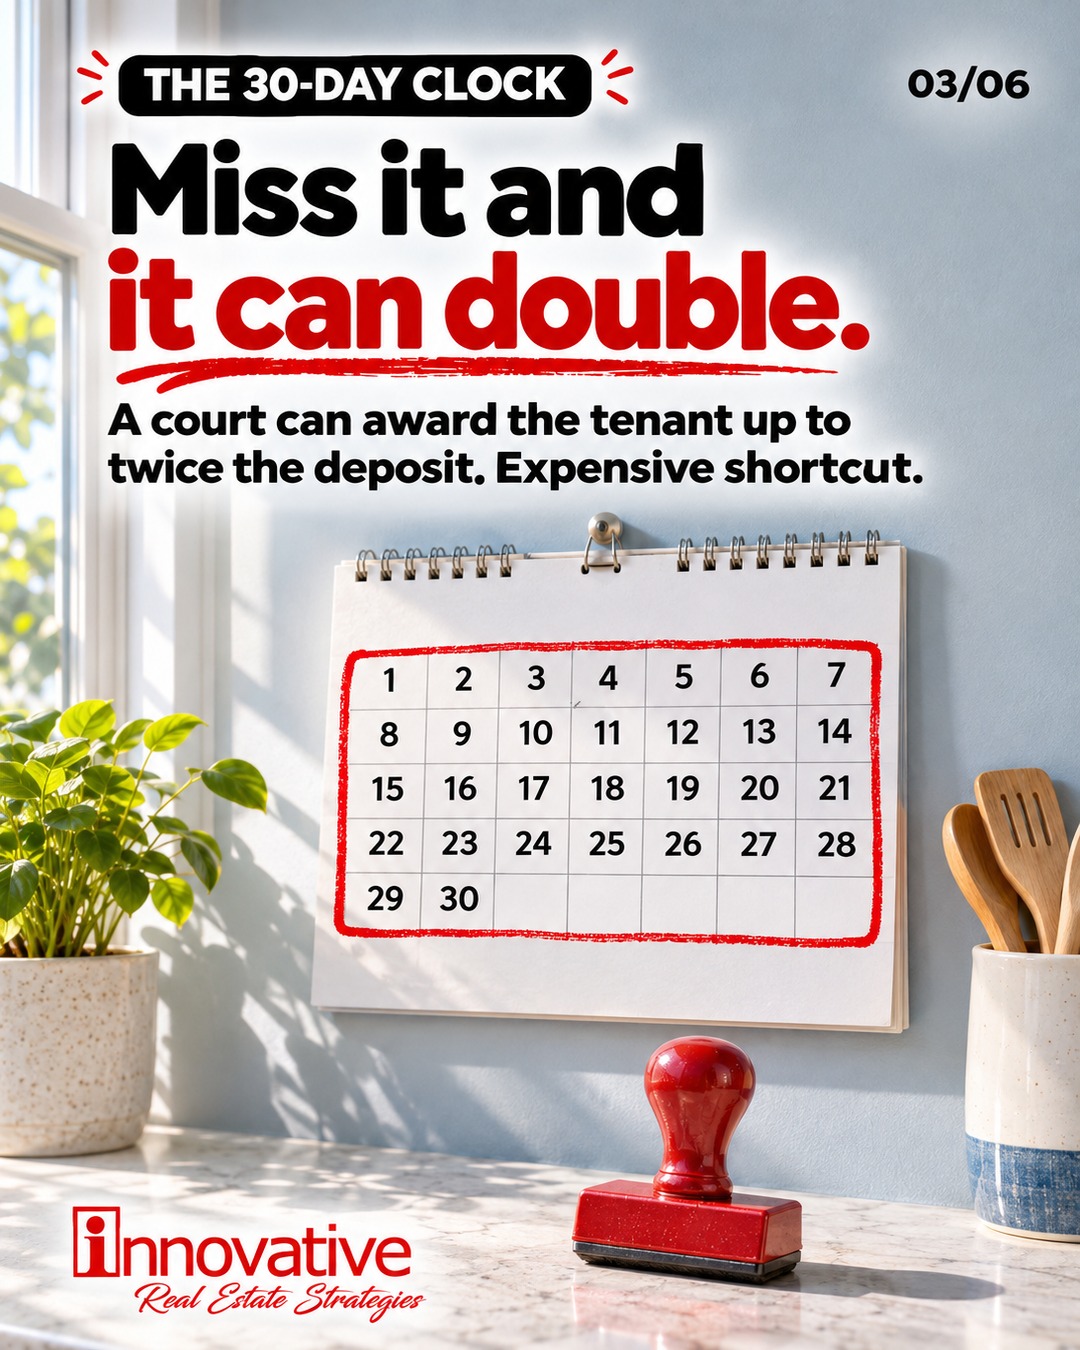 THE 30-DAY CLOCK
03/06
Miss it and
it can double.
A court can award the tenant up to
twice the deposit. Expensive shortcut.
1 2 3 4 5 6 7
8 9 10 11 12 13 14
15 16 17 18 19 20 21
22 23 24 25 26 27 28
29 30
innovative
Real Estate Strategies